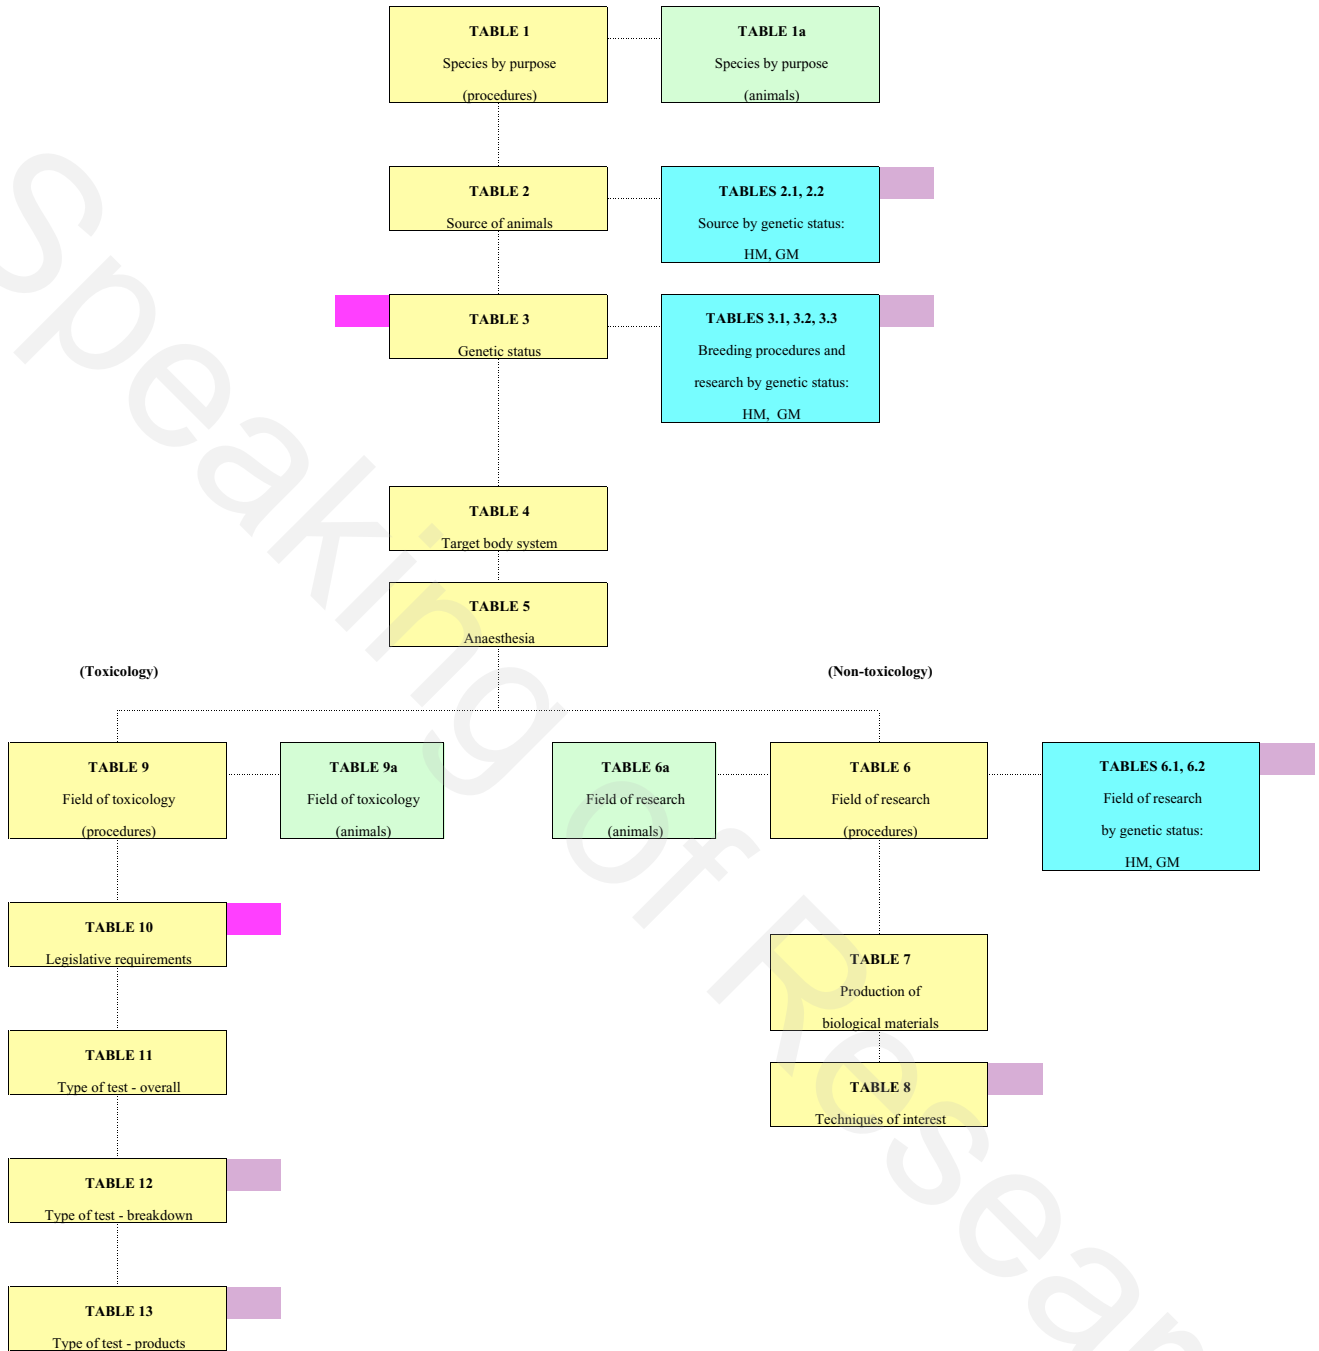 TABLE 1
Species by purpose
(procedures)
TABLE 1a
Species by purpose
(animals)
TABLE 2
Source of animals
TABLES 2.1, 2.2
Source by genetic status:
HM, GM
TABLE 3
Genetic status
TABLES 3.1, 3.2, 3.3
Breeding procedures and
research by genetic status:
HM, GM
TABLE 4
Target body system
TABLE 5
Anaesthesia
(Toxicology)
(Non-toxicology)
TABLE 9
Field of toxicology
(procedures)
TABLE 9a
Field of toxicology
(animals)
TABLE 6a
Field of research
(animals)
TABLE 6
Field of research
(procedures)
TABLES 6.1, 6.2
Field of research
by genetic status:
HM, GM
TABLE 10
Legislative requirements
TABLE 7
Production of
biological materials
TABLE 11
Type of test - overall
TABLE 8
Techniques of interest
TABLE 12
Type of test - breakdown
TABLE 13
Type of test - products
Speaking of Resear